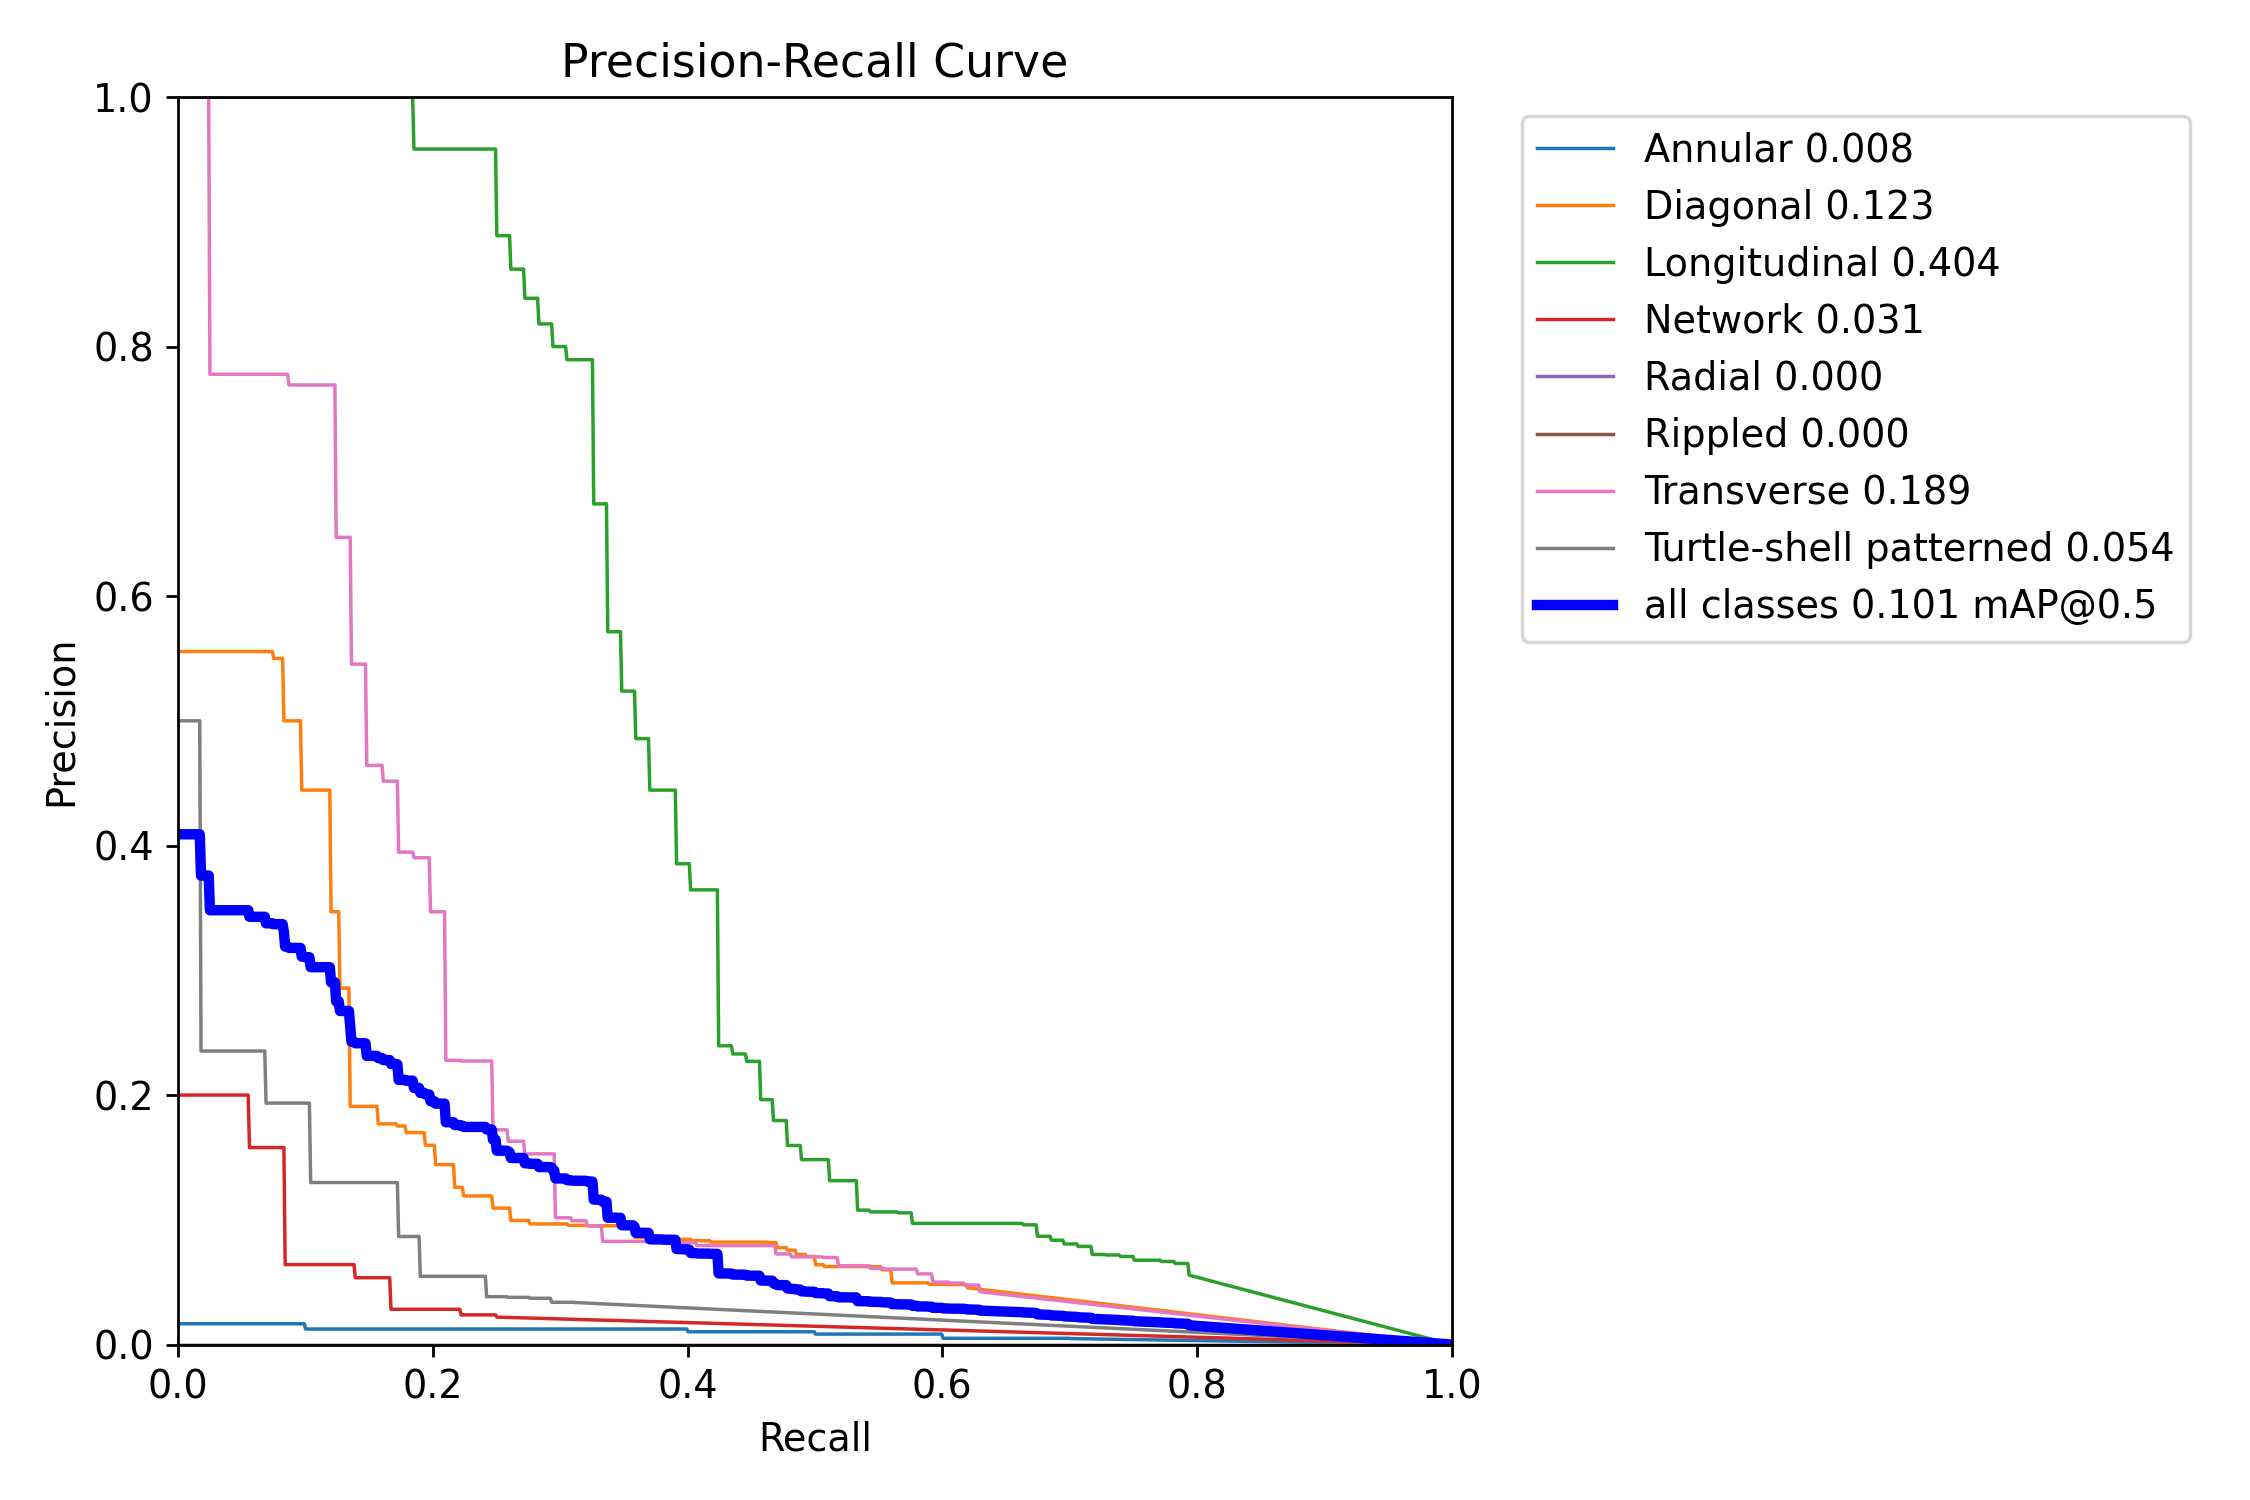 Precision-Recall Curve
1.0
0.8
0.6
0.4
0.2
0.0
Precision
0.0 0.2 0.4 0.6 0.8 1.0
Recall
Annular 0.008
Diagonal 0.123
Longitudinal 0.404
Network 0.031
Radial 0.000
Rippled 0.000
Transverse 0.189
Turtle-shell patterned 0.054
all classes 0.101 mAP@0.5